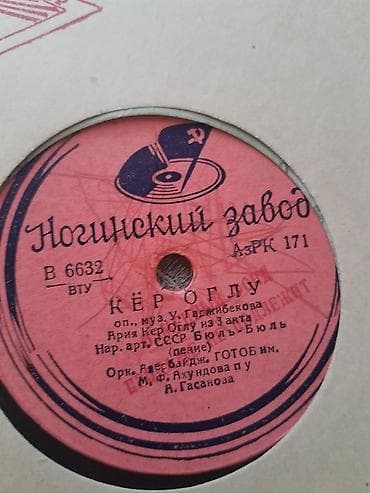 Ногинский завод
В 6632
ВТУ
АзРК 171
КЁР ОГЛУ
оп., муз. У. Гаджибекова
Ария Кер Оглу из 3 акта
Нар. арт. СССР Бюль-Бюль
(пение)
Орк. Азербайдж. ГОТОБ им.
М. Ф. Ахундова п/у
А. Гасанова